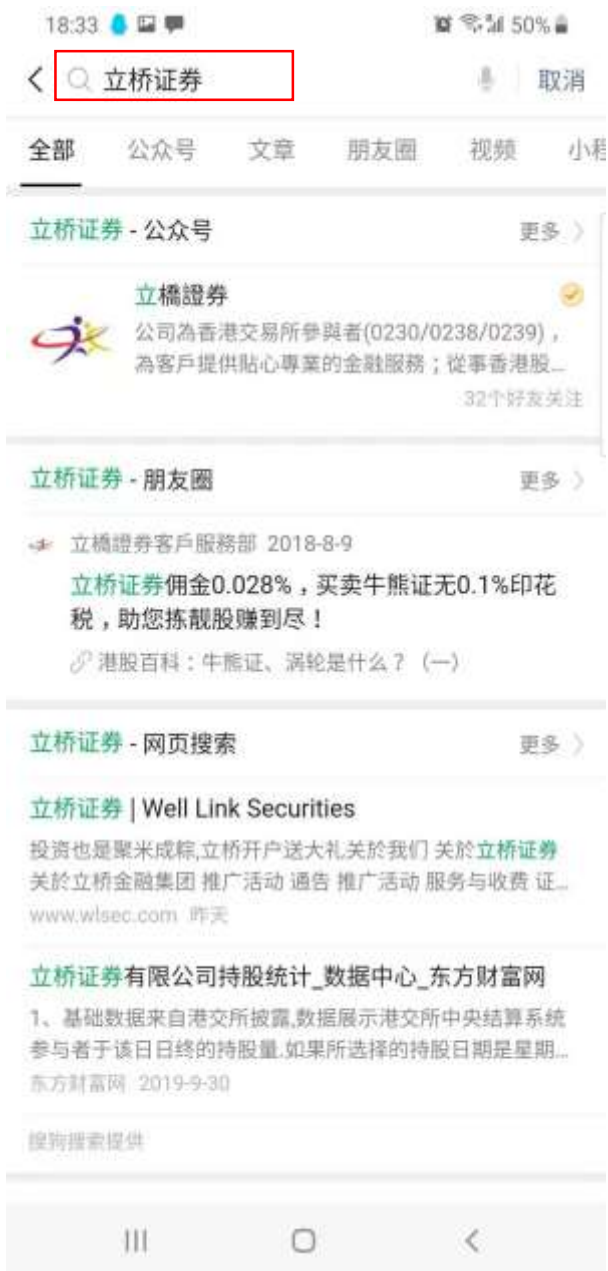 18:33 50%
立桥证券 取消
全部 公众号 文章 朋友圈 视频 小程
立桥证券 - 公众号 更多
立橋證券
公司為香港交易所參與者(0230/0238/0239)，
為客戶提供貼心專業的金融服務；從事香港股...
32个好友关注
立桥证券 - 朋友圈 更多
立橋證券客戶服務部 2018-8-9
立桥证券佣金0.028%，买卖牛熊证无0.1%印花
税，助您拣靓股赚到尽！
港股百科：牛熊证、涡轮是什么？（一）
立桥证券 - 网页搜索 更多
立桥证券 | Well Link Securities
投资也是聚米成粽,立桥开户送大礼关於我们 关於立桥证券
关於立桥金融集团 推广活动 通告 推广活动 服务与收费 证...
www.wlsec.com 昨天
立桥证券有限公司持股统计_数据中心_东方财富网
1、基础数据来自港交所披露,数据展示港交所中央结算系统
参与者于该日日终的持股量.如果所选择的持股日期是星期...
东方财富网 2019-9-30
搜狗搜索提供